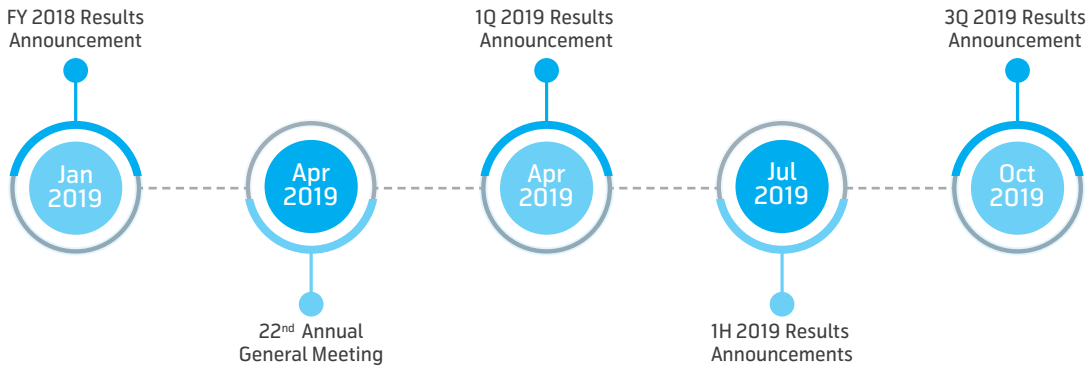 FY 2018 Results
Announcement
Jan
2019
Apr
2019
22nd Annual
General Meeting
1Q 2019 Results
Announcement
Apr
2019
Jul
2019
1H 2019 Results
Announcements
3Q 2019 Results
Announcement
Oct
2019